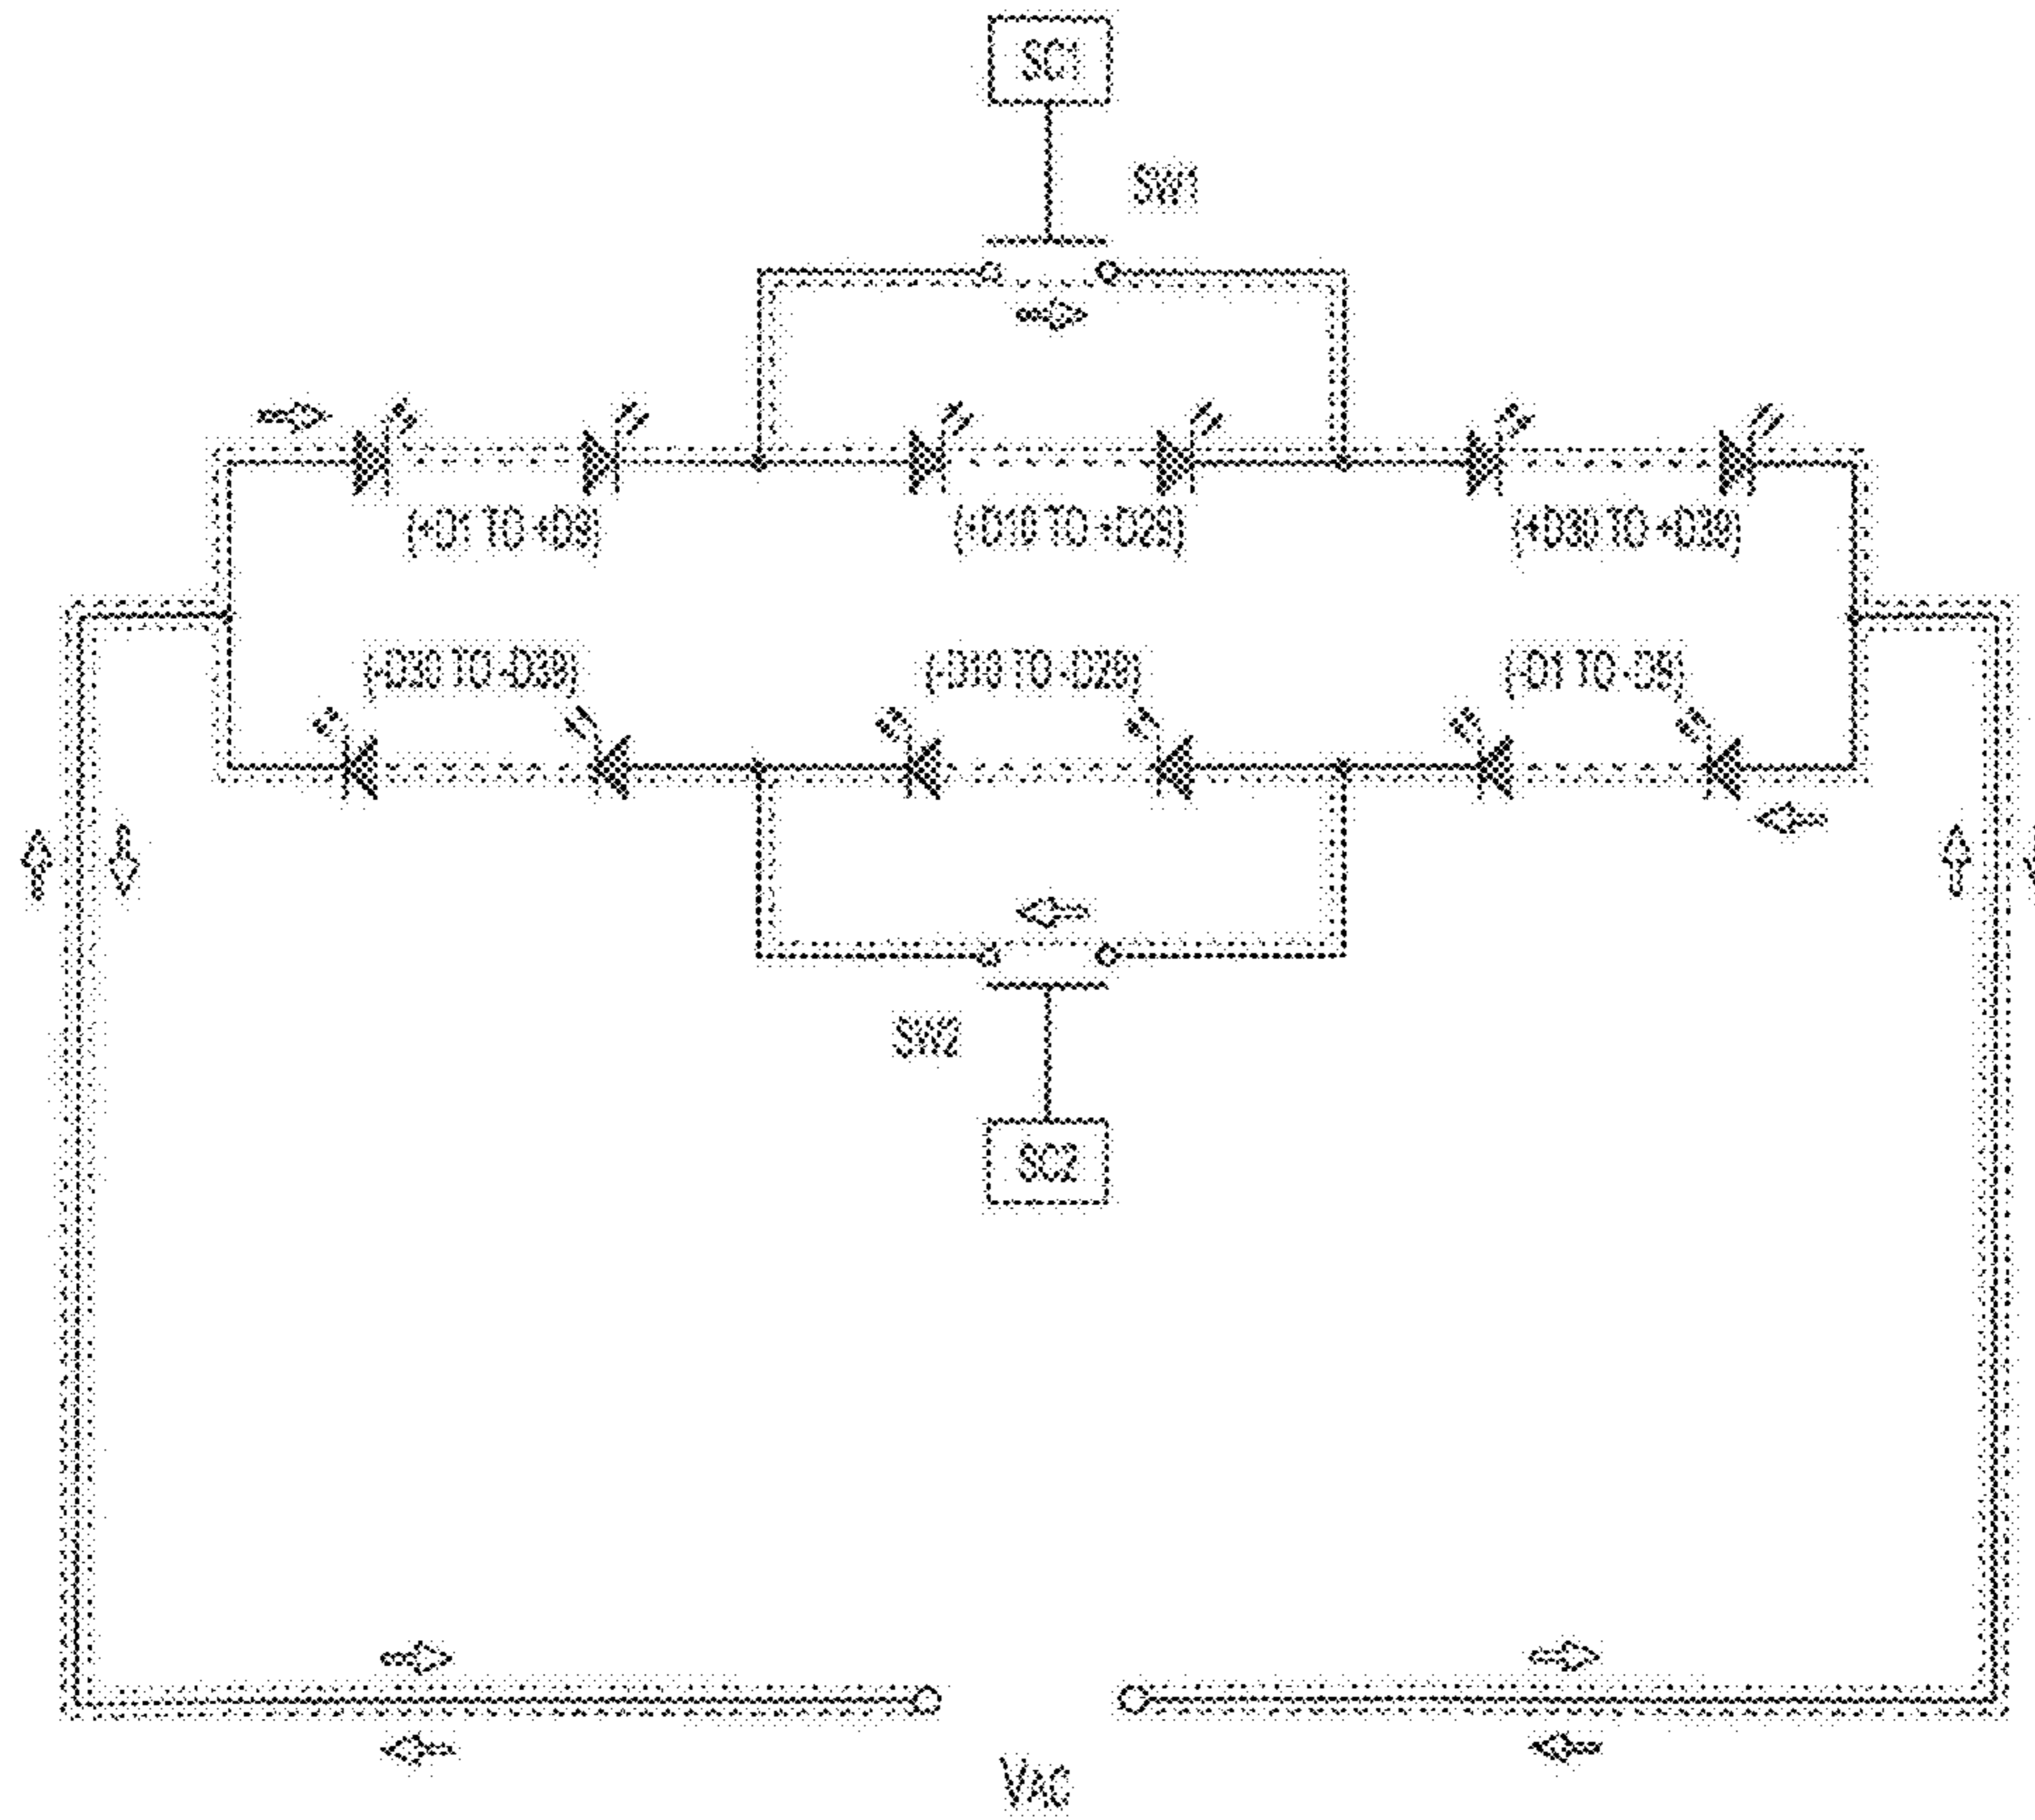 SC1
SW1
(+D1 TO +D9)
(+D10 TO +D29)
(+D30 TO +D39)
(-D30 TO -D39)
(-D10 TO -D29)
(-D1 TO -D9)
SW2
SC2
VAC